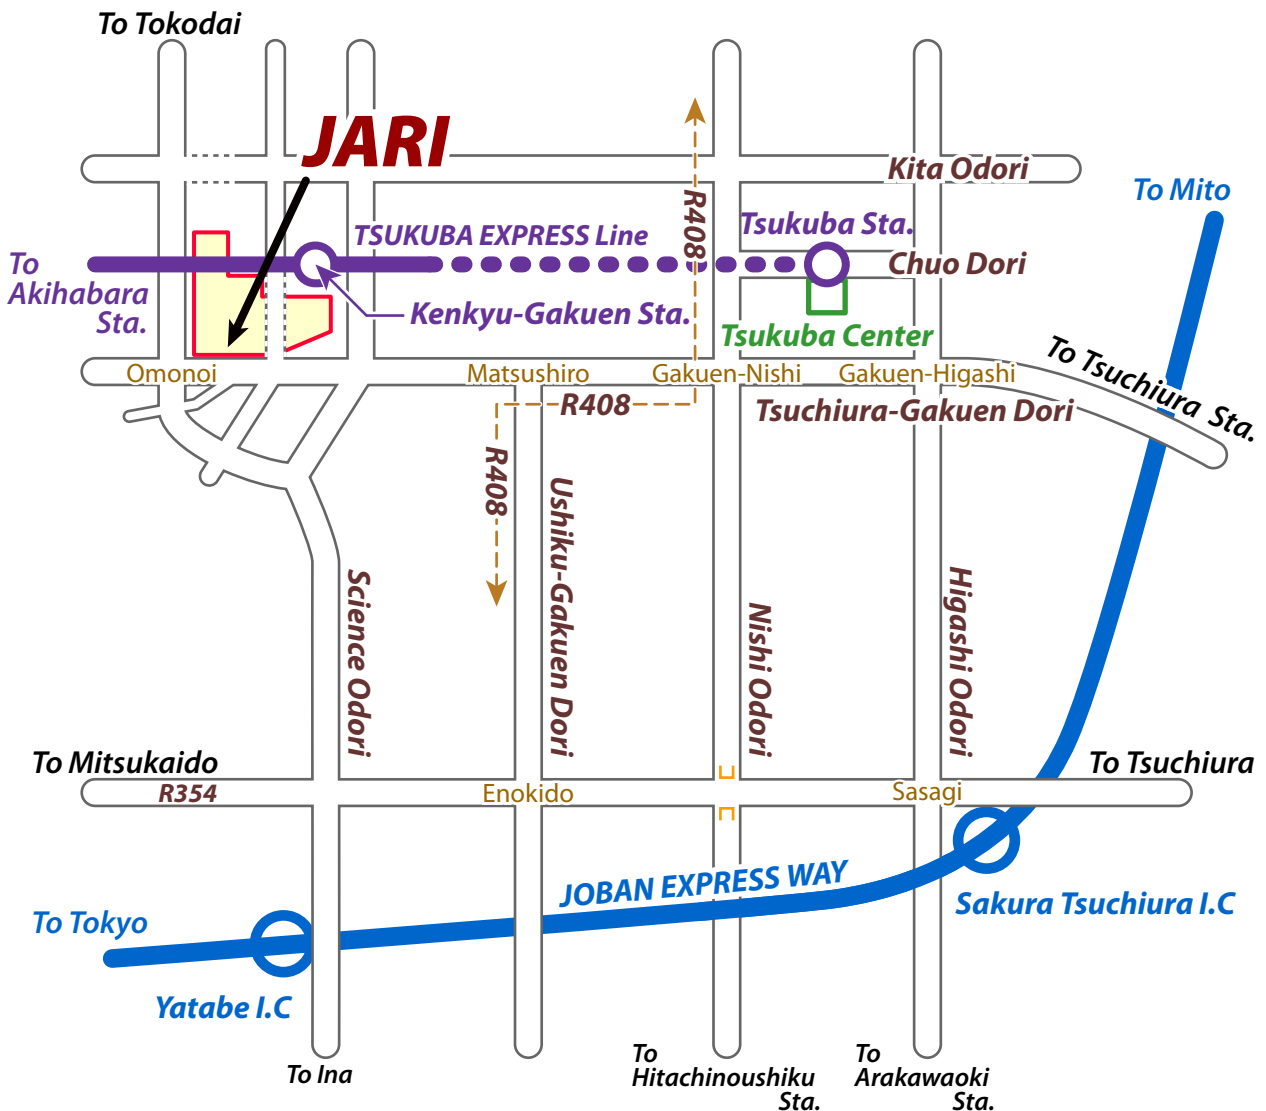 To Tokodai
JARI
Kita Odori
To Mito
R408
Tsukuba Sta.
TSUKUBA EXPRESS Line
To
Akihabara
Sta.
Chuo Dori
Kenkyu-Gakuen Sta.
Tsukuba Center
To Tsuchiura Sta.
Omonoi
Matsushiro
Gakuen-Nishi
Gakuen-Higashi
R408
Tsuchiura-Gakuen Dori
R408
Ushiku-Gakuen Dori
Science Odori
Nishi Odori
Higashi Odori
To Mitsukaido
To Tsuchiura
R354
Enokido
Sasagi
JOBAN EXPRESS WAY
Sakura Tsuchiura I.C
To Tokyo
Yatabe I.C
To Ina
To
Hitachinoushiku
Sta.
To
Arakawaoki
Sta.